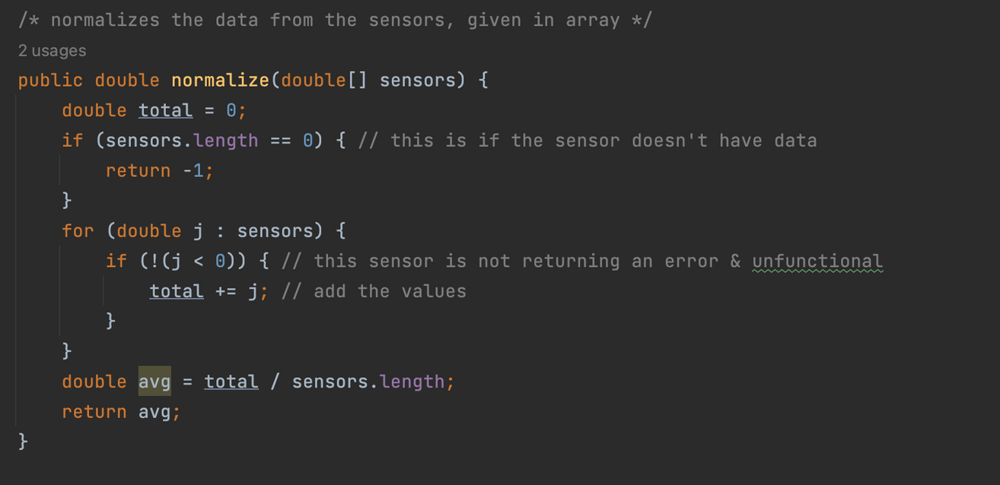 /* normalizes the data from the sensors, given in array */
2 usages
public double normalize(double[] sensors) {
    double total = 0;
    if (sensors.length == 0) { // this is if the sensor doesn't have data
        return -1;
    }
    for (double j : sensors) {
        if (!(j < 0)) { // this sensor is not returning an error & unfunctional
            total += j; // add the values
        }
    }
    double avg = total / sensors.length;
    return avg;
}